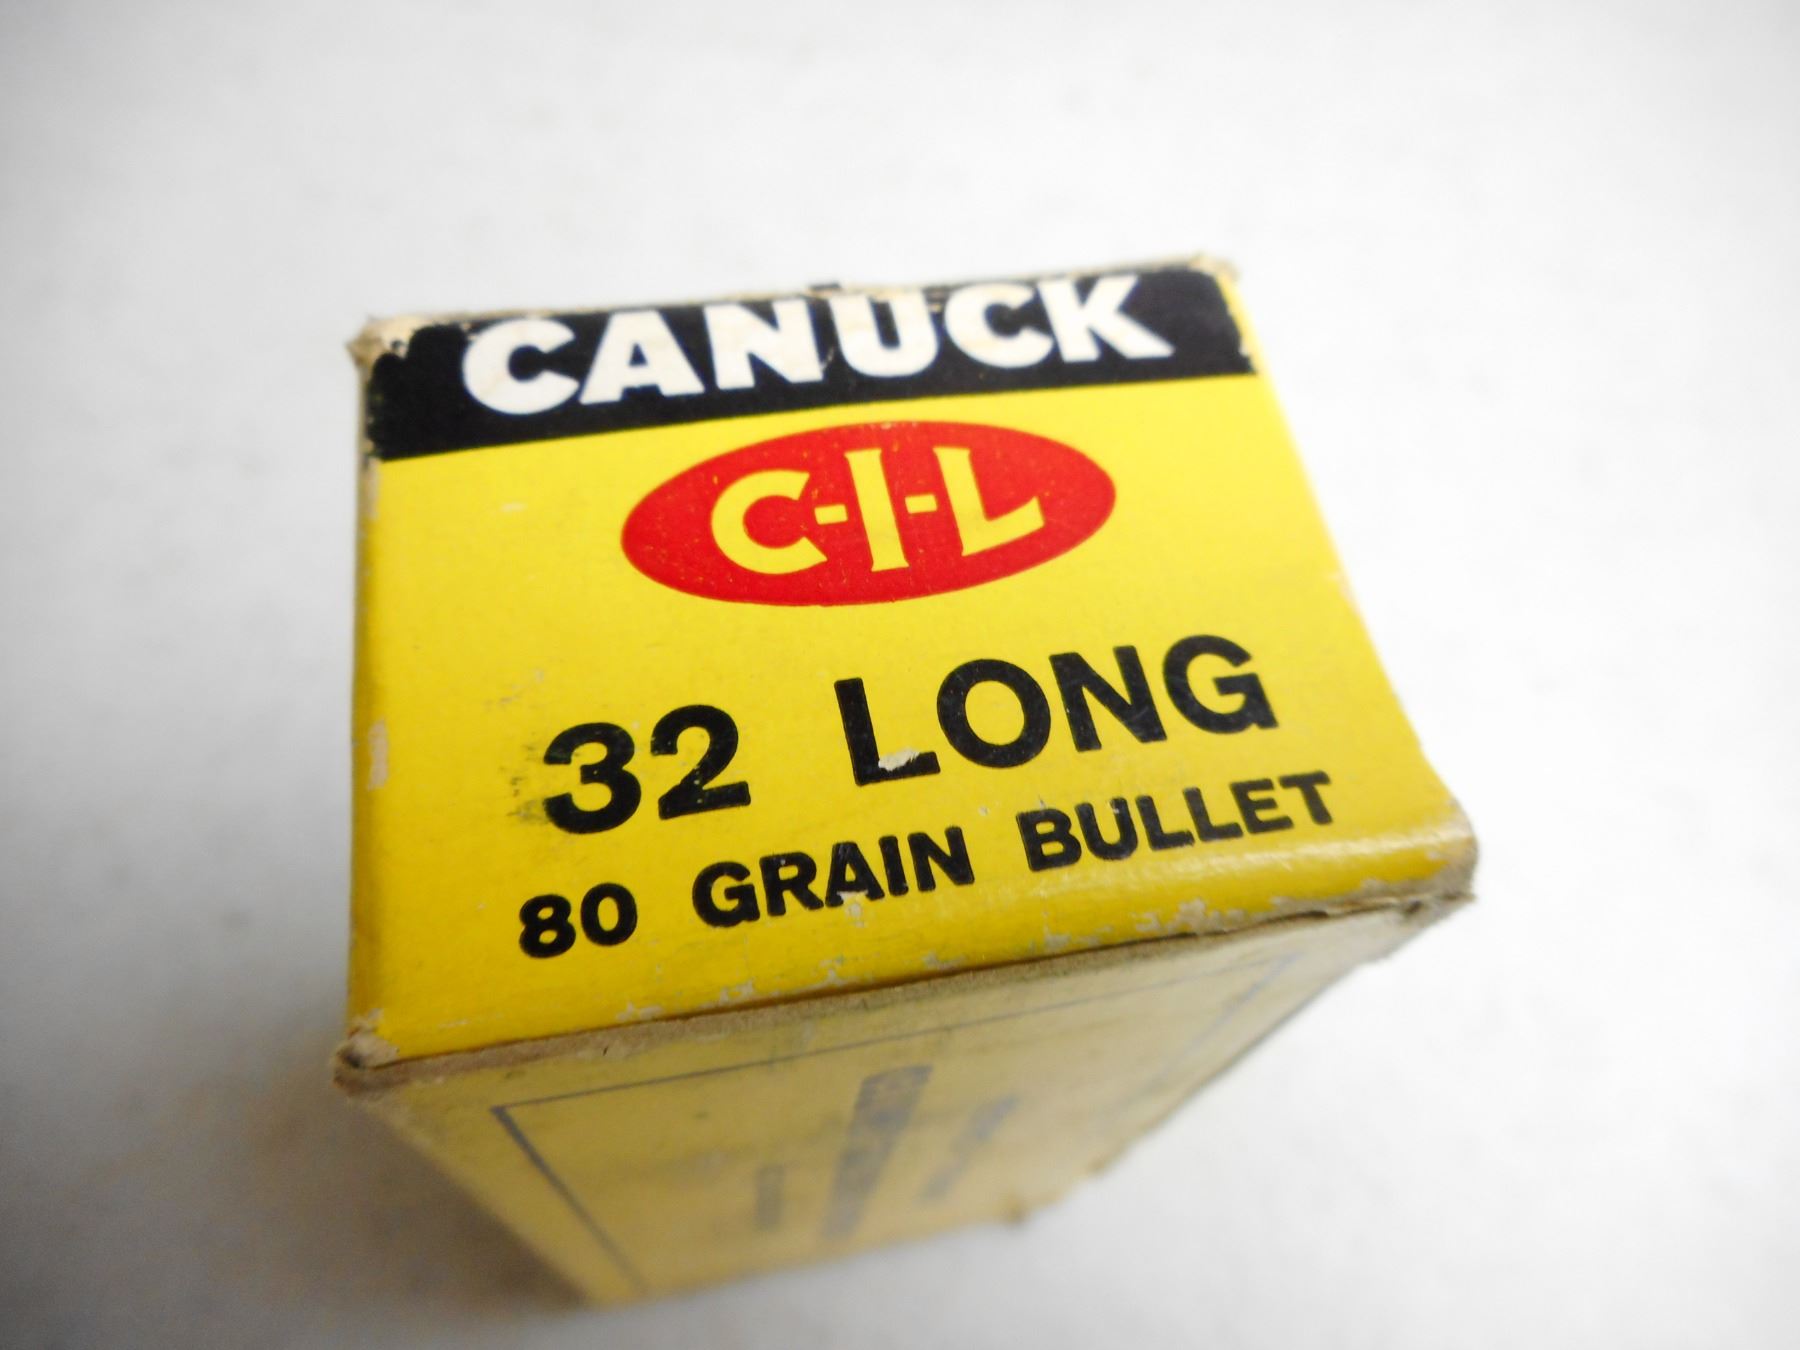 CANUCK
C-I-L
32 LONG
80 GRAIN BULLET